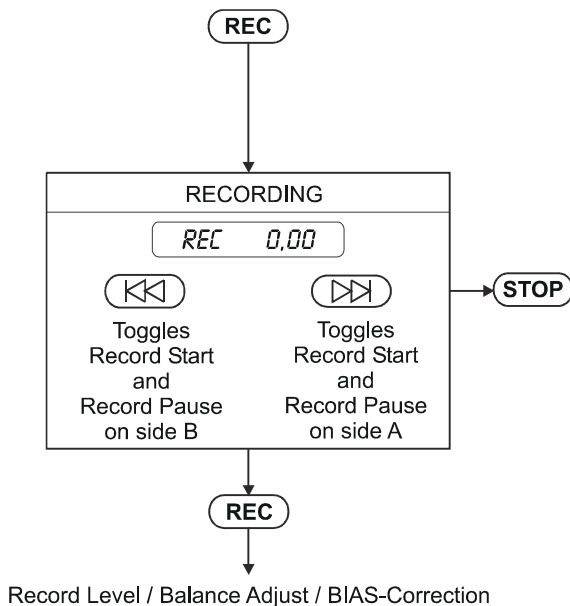 REC
RECORDING
REC 0,00
Toggles
Record Start
and
Record Pause
on side B
Toggles
Record Start
and
Record Pause
on side A
STOP
REC
Record Level / Balance Adjust / BIAS-Correction